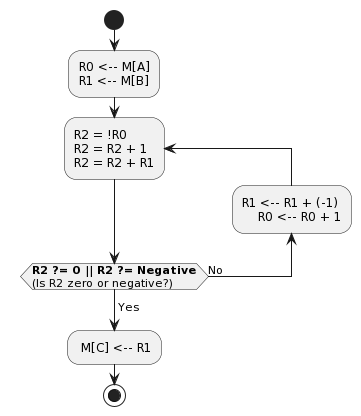 R0 <-- M[A]
R1 <-- M[B]
R2 = !R0
R2 = R2 + 1
R2 = R2 + R1
R1 <-- R1 + (-1)
R0 <-- R0 + 1
R2 ?= 0 || R2 ?= Negative
(Is R2 zero or negative?)
No
Yes
M[C] <-- R1